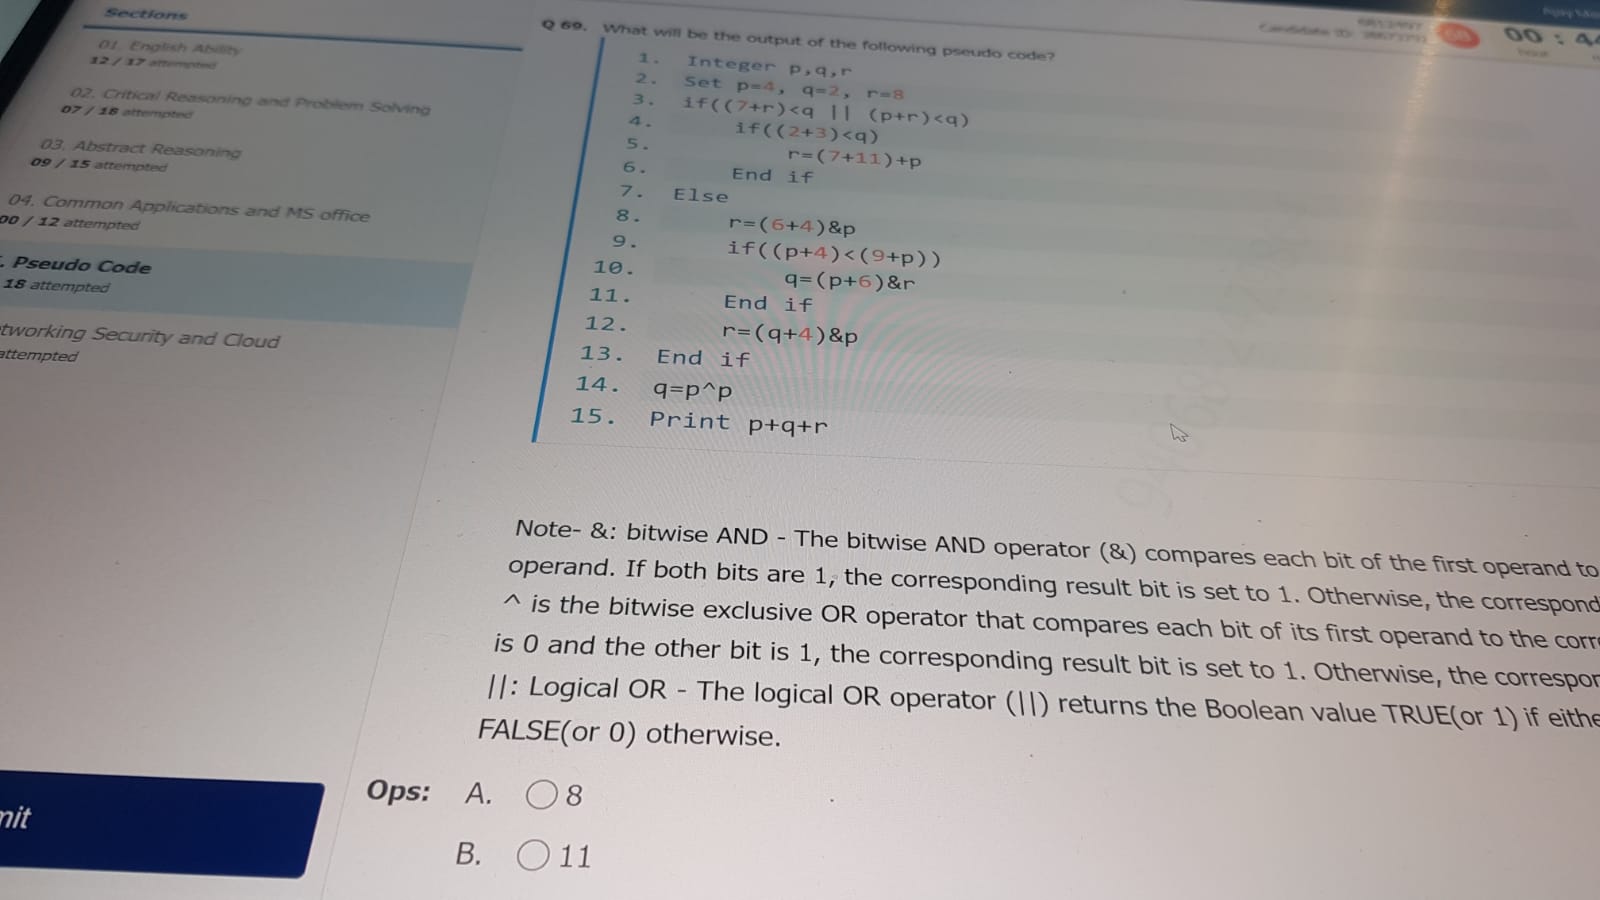 Sections
01. English Ability
12 / 17 attempted
02. Critical Reasoning and Problem Solving
07 / 18 attempted
03. Abstract Reasoning
09 / 15 attempted
04. Common Applications and MS office
00 / 12 attempted
. Pseudo Code
18 attempted
tworking Security and Cloud
attempted
mit
Candidate ID:
00 : 44
Q 69. What will be the output of the following pseudo code?
1. Integer p,q,r
2. Set p=4, q=2, r=8
3. if((7+r)<q || (p+r)<q)
4. if((2+3)<q)
5. r=(7+11)+p
6. End if
7. Else
8. r=(6+4)&p
9. if((p+4)<(9+p))
10. q=(p+6)&r
11. End if
12. r=(q+4)&p
13. End if
14. q=p^p
15. Print p+q+r
Note- &: bitwise AND - The bitwise AND operator (&) compares each bit of the first operand to
operand. If both bits are 1, the corresponding result bit is set to 1. Otherwise, the correspond
^ is the bitwise exclusive OR operator that compares each bit of its first operand to the corr
is 0 and the other bit is 1, the corresponding result bit is set to 1. Otherwise, the correspon
||: Logical OR - The logical OR operator (||) returns the Boolean value TRUE(or 1) if eithe
FALSE(or 0) otherwise.
Ops: A. 8
B. 11